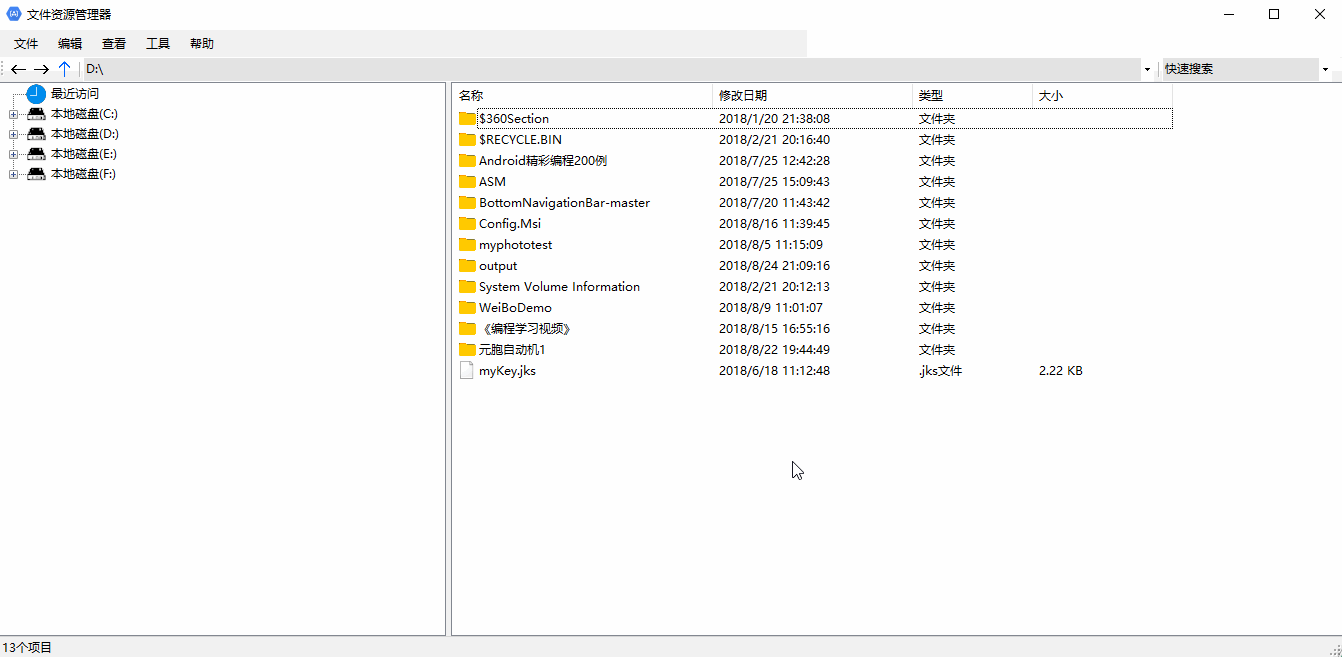 文件资源管理器
文件 编辑 查看 工具 帮助
D:\ 快速搜索
最近访问
本地磁盘(C:)
本地磁盘(D:)
本地磁盘(E:)
本地磁盘(F:)
名称 修改日期 类型 大小
$360Section 2018/1/20 21:38:08 文件夹
$RECYCLE.BIN 2018/2/21 20:16:40 文件夹
Android精彩编程200例 2018/7/25 12:42:28 文件夹
ASM 2018/7/25 15:09:43 文件夹
BottomNavigationBar-master 2018/7/20 11:43:42 文件夹
Config.Msi 2018/8/16 11:39:45 文件夹
myphototest 2018/8/5 11:15:09 文件夹
output 2018/8/24 21:09:16 文件夹
System Volume Information 2018/2/21 20:12:13 文件夹
WeiBoDemo 2018/8/9 11:01:07 文件夹
《编程学习视频》 2018/8/15 16:55:16 文件夹
元胞自动机1 2018/8/22 19:44:49 文件夹
myKey.jks 2018/6/18 11:12:48 .jks文件 2.22 KB
13个项目